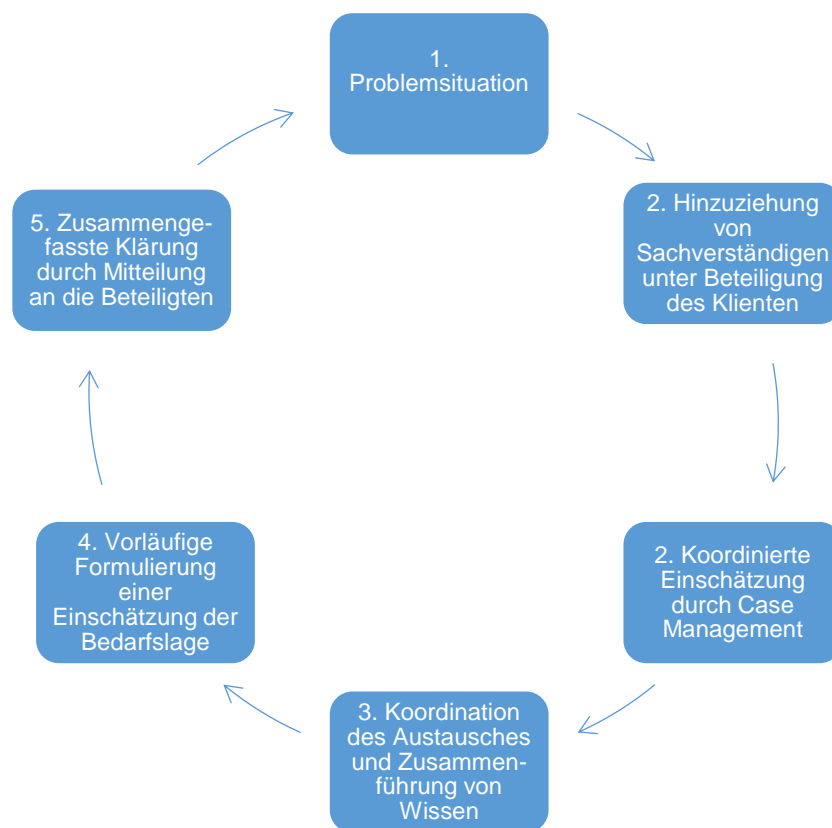 1.
Problemsituation
2. Hinzuziehung
von
Sachverständigen
unter Beteiligung
des Klienten
2. Koordinierte
Einschätzung
durch Case
Management
3. Koordination
des Austausches
und Zusammen-
führung von
Wissen
4. Vorläufige
Formulierung
einer
Einschätzung der
Bedarfslage
5. Zusammenge-
fasste Klärung
durch Mitteilung
an die Beteiligten